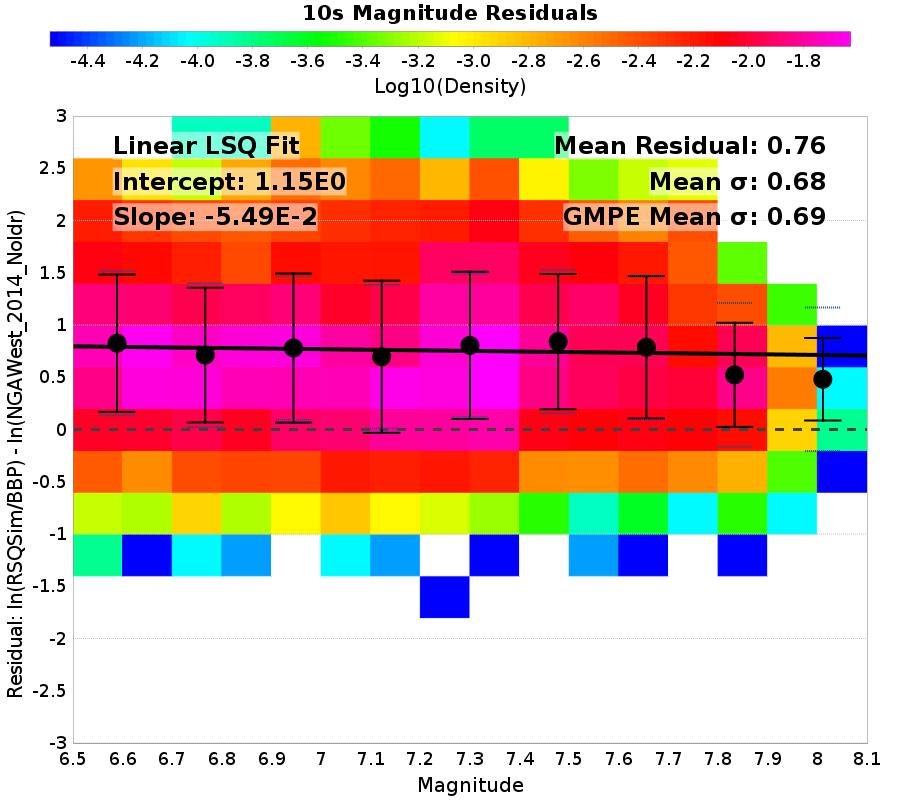 10s Magnitude Residuals
-4.4 -4.2 -4.0 -3.8 -3.6 -3.4 -3.2 -3.0 -2.8 -2.6 -2.4 -2.2 -2.0 -1.8
Log10(Density)
Linear LSQ Fit
Intercept: 1.15E0
Slope: -5.49E-2
Mean Residual: 0.76
Mean σ: 0.68
GMPE Mean σ: 0.69
Residual: ln(RSQSim/BBP) - ln(NGAWest_2014_NoIdr)
3
2.5
2
1.5
1
0.5
0
-0.5
-1
-1.5
-2
-2.5
-3
6.5 6.6 6.7 6.8 6.9 7 7.1 7.2 7.3 7.4 7.5 7.6 7.7 7.8 7.9 8 8.1
Magnitude